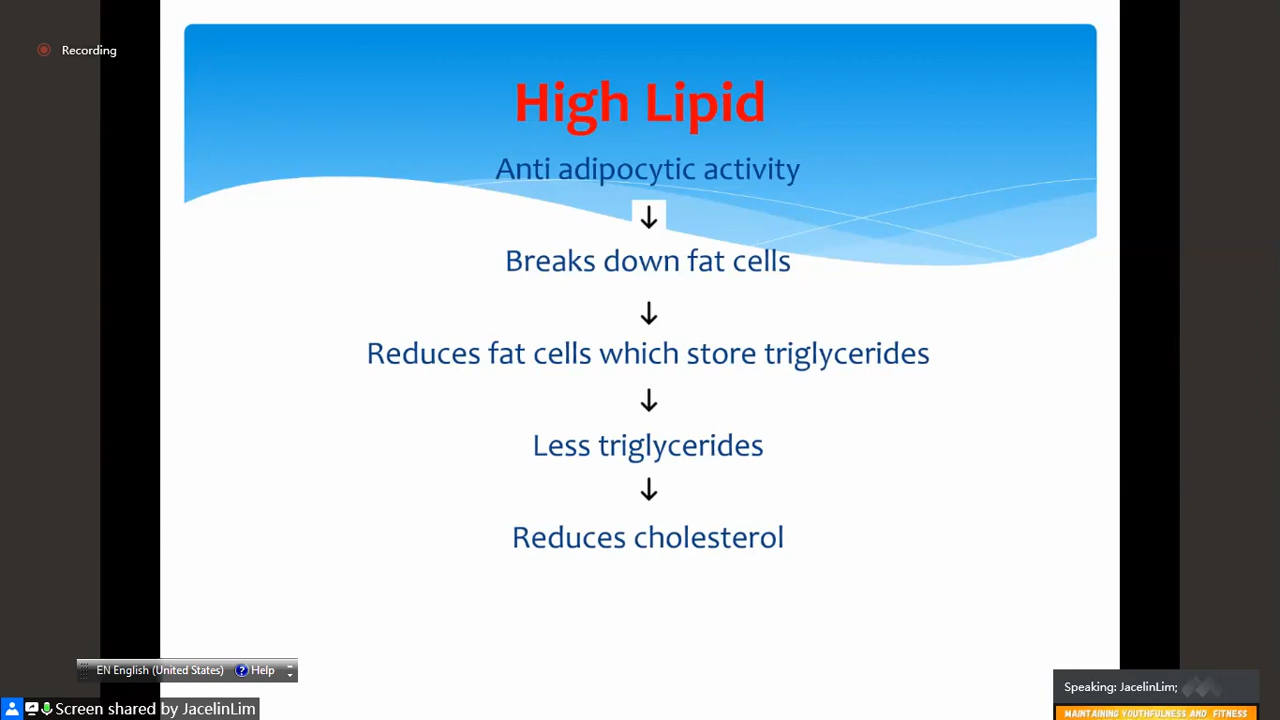 Recording
High Lipid
Anti adipocytic activity
↓
Breaks down fat cells
↓
Reduces fat cells which store triglycerides
↓
Less triglycerides
↓
Reduces cholesterol
EN English (United States) ? Help
Screen shared by JacelinLim
Speaking: JacelinLim;
MAINTAINING YOUTHFULNESS AND FITNESS